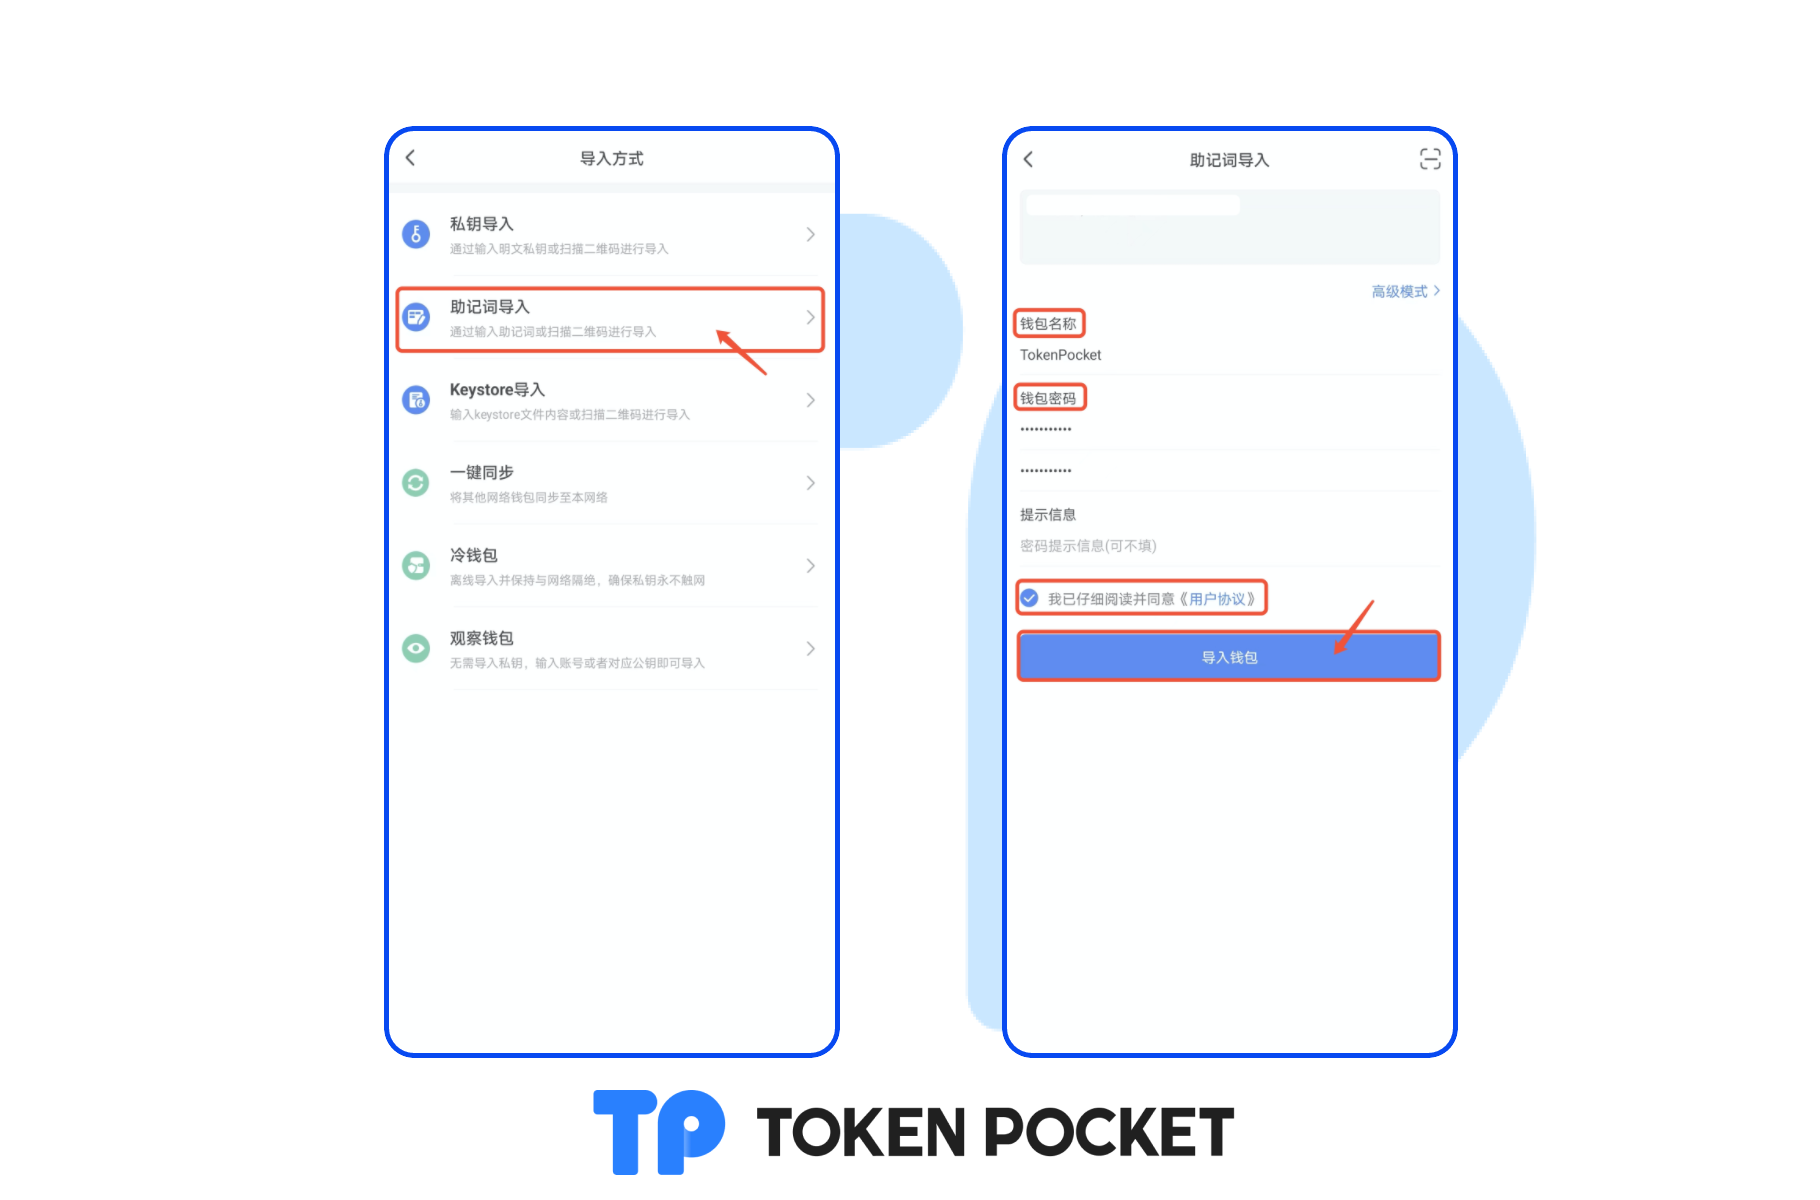 导入方式
私钥导入
通过输入明文私钥或扫描二维码进行导入
助记词导入
通过输入助记词或扫描二维码进行导入
Keystore导入
输入keystore文件内容或扫描二维码进行导入
一键同步
将其他网络钱包同步至本网络
冷钱包
离线导入并保持与网络隔绝，确保私钥永不触网
观察钱包
无需导入私钥，输入账号或者对应公钥即可导入
助记词导入
高级模式
钱包名称
TokenPocket
钱包密码
•••••••••••
•••••••••••
提示信息
密码提示信息(可不填)
我已仔细阅读并同意《用户协议》
导入钱包
TP TOKEN POCKET